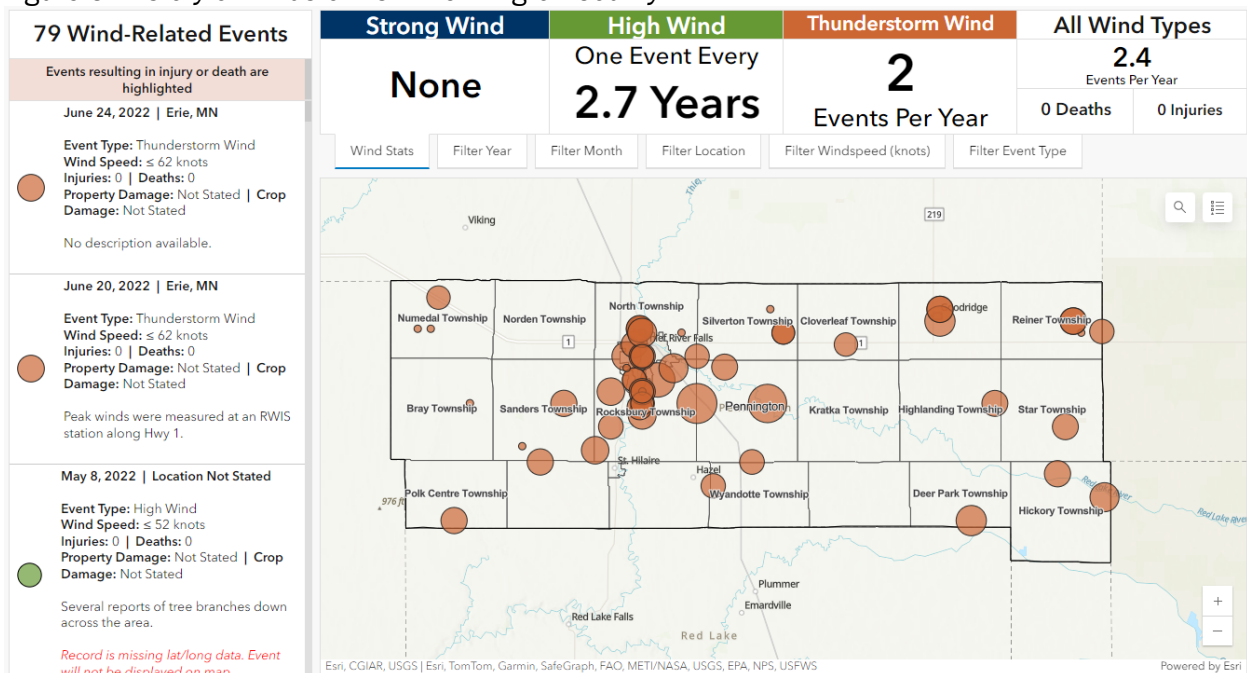 79 Wind-Related Events
Events resulting in injury or death are
highlighted
June 24, 2022 | Erie, MN
Event Type: Thunderstorm Wind
Wind Speed: ≤ 62 knots
Injuries: 0 | Deaths: 0
Property Damage: Not Stated | Crop
Damage: Not Stated
No description available.
June 20, 2022 | Erie, MN
Event Type: Thunderstorm Wind
Wind Speed: ≤ 62 knots
Injuries: 0 | Deaths: 0
Property Damage: Not Stated | Crop
Damage: Not Stated
Peak winds were measured at an RWIS
station along Hwy 1.
May 8, 2022 | Location Not Stated
Event Type: High Wind
Wind Speed: ≤ 52 knots
Injuries: 0 | Deaths: 0
Property Damage: Not Stated | Crop
Damage: Not Stated
Several reports of tree branches down
across the area.
Record is missing lat/long data. Event
will not be displayed on map.
Strong Wind
None
High Wind
One Event Every
2.7 Years
Thunderstorm Wind
2
Events Per Year
All Wind Types
2.4
Events Per Year
0 Deaths
0 Injuries
Wind Stats
Filter Year
Filter Month
Filter Location
Filter Windspeed (knots)
Filter Event Type
Viking
219
North Township
Numedal Township
Norden Township
Silverton Township
Cloverleaf Township
Reiner Township
1
River Falls
1
Bray Township
Sanders Township
Rocksbury Township
Pennington
Kratka Township
Highlanding Township
Star Township
St. Hilaire
Hazel
976 ft
Polk Centre Township
Wyandotte Township
Deer Park Township
Hickory Township
Red Lake River
Red Lake River
Plummer
Emardville
Red Lake Falls
Red Lake
+
−
Esri, CGIAR, USGS | Esri, TomTom, Garmin, SafeGraph, FAO, METI/NASA, USGS, EPA, NPS, USFWS
Powered by Esri